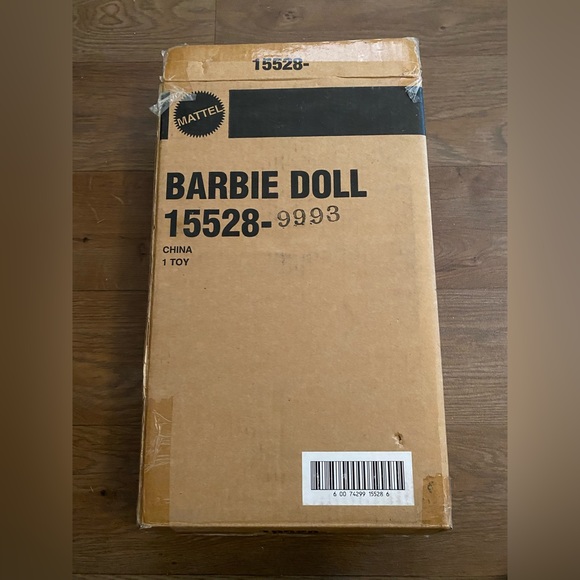 15528-
MATTEL
BARBIE DOLL
15528-9993
CHINA
1 TOY
6 00 74299 15528 6